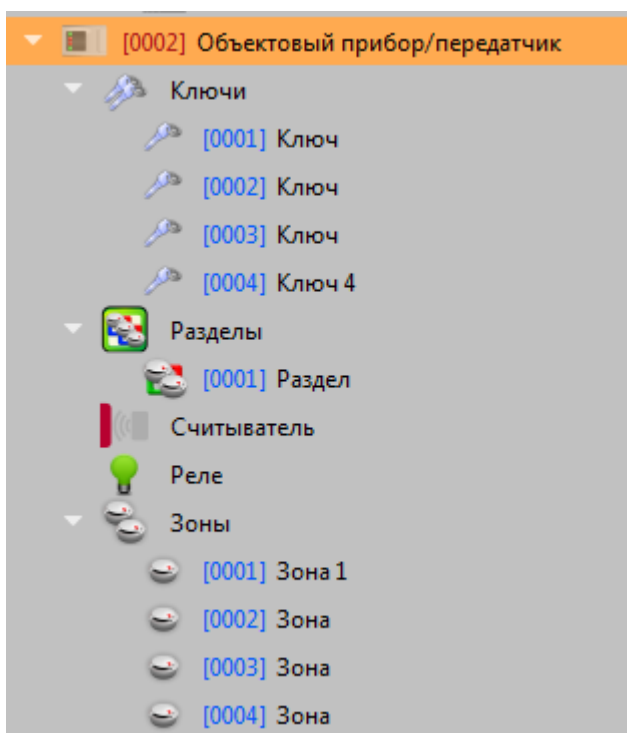 [0002] Объектовый прибор/передатчик
Ключи
[0001] Ключ
[0002] Ключ
[0003] Ключ
[0004] Ключ 4
Разделы
[0001] Раздел
Считыватель
Реле
Зоны
[0001] Зона 1
[0002] Зона
[0003] Зона
[0004] Зона